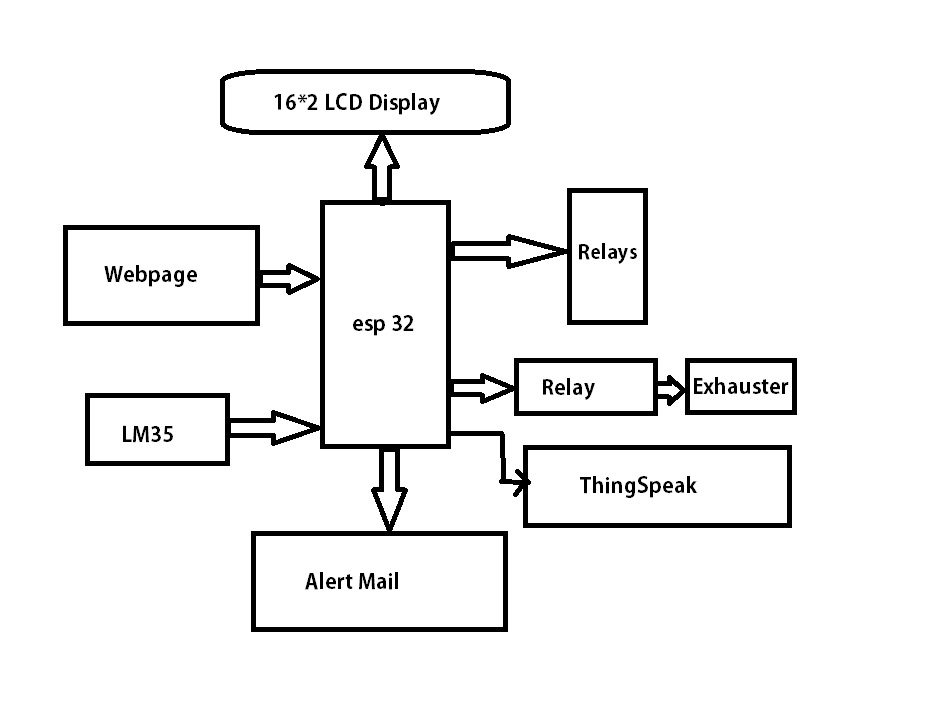 16*2 LCD Display
Webpage
Relays
esp 32
LM35
Relay
Exhauster
ThingSpeak
Alert Mail